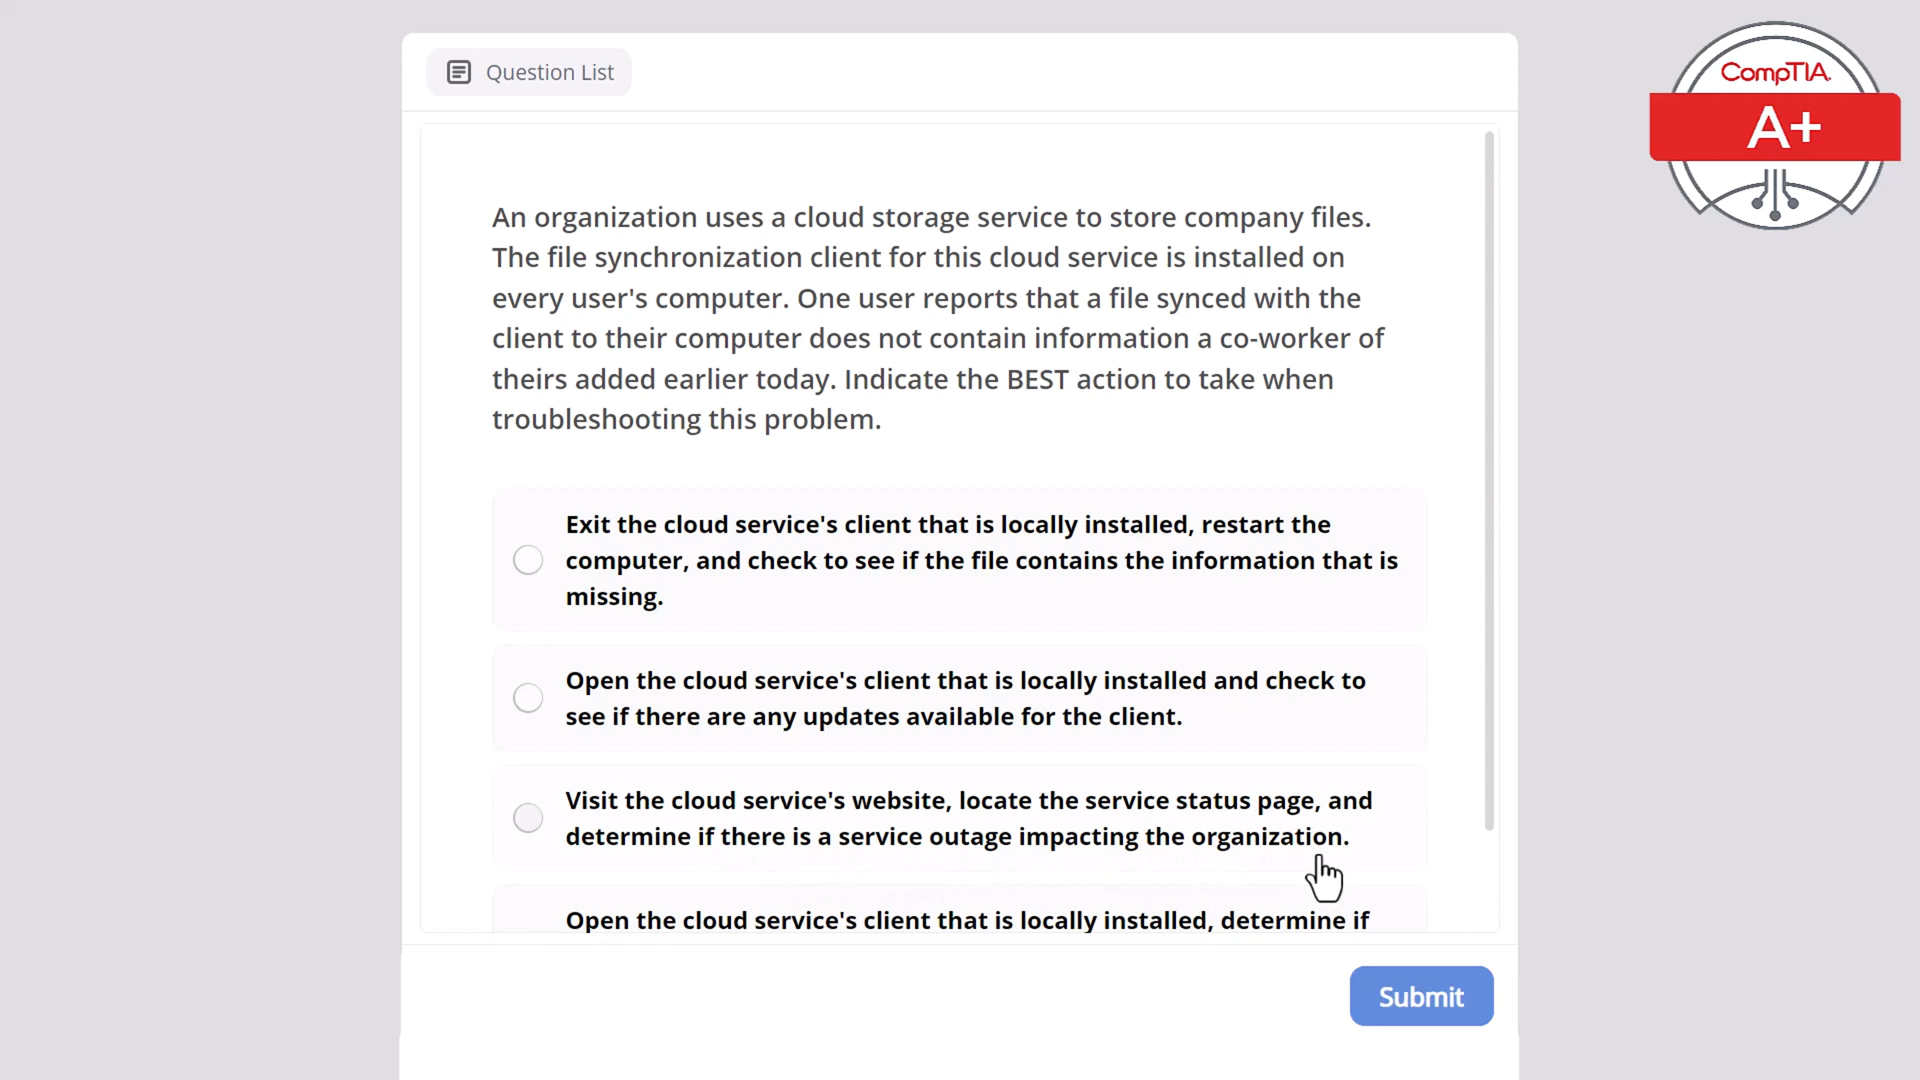 Question List
CompTIA.
A+
An organization uses a cloud storage service to store company files.
The file synchronization client for this cloud service is installed on
every user's computer. One user reports that a file synced with the
client to their computer does not contain information a co-worker of
theirs added earlier today. Indicate the BEST action to take when
troubleshooting this problem.
Exit the cloud service's client that is locally installed, restart the
computer, and check to see if the file contains the information that is
missing.
Open the cloud service's client that is locally installed and check to
see if there are any updates available for the client.
Visit the cloud service's website, locate the service status page, and
determine if there is a service outage impacting the organization.
Open the cloud service's client that is locally installed, determine if
Submit